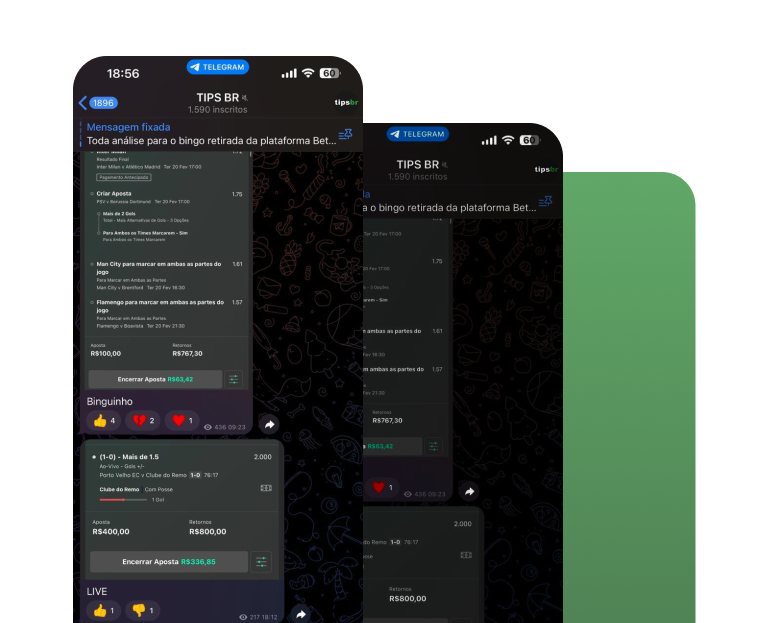 18:56
TELEGRAM
60
1896
TIPS BR
1.590 inscritos
tipsbr
Mensagem fixada
Toda análise para o bingo retirada da plataforma Bet...
Resultado Final
Inter Milan v Atlético Madrid Ter 20 Fev 17:00
Pagamento Antecipado
Criar Aposta 1.75
PSV v Borussia Dortmund Ter 20 Fev 17:00
Mais de 2 Gols
Total - Mais Alternativas de Gols - 3 Opções
Para Ambos os Times Marcarem - Sim
Para Ambos os Times Marcarem
Man City para marcar em ambas as partes do 1.61
jogo
Para Marcar em Ambas as Partes
Man City v Brentford Ter 20 Fev 16:30
Flamengo para marcar em ambas as partes do 1.57
jogo
Para Marcar em Ambas as Partes
Flamengo v Boavista Ter 20 Fev 21:30
Aposta Retornos
R$100,00 R$767,30
Encerrar Aposta R$63,42
Binguinho
4 2 1
436 09:23
(1-0) - Mais de 1.5 2.000
Ao-Vivo - Gols +/-
Porto Velho EC v Clube do Remo 1-0 76:17
Clube do Remo Com Posse
1 Gol
Aposta Retornos
R$400,00 R$800,00
Encerrar Aposta R$336,85
LIVE
1 1
217 18:12
TELEGRAM
60
TIPS BR
1.590 inscritos
tipsbr
da
a o bingo retirada da plataforma Bet...
Ter 20 Fev 17:00
1.75
20 Fev 17:00
s - 3 Opções
arem - Sim
m ambas as partes do 1.61
Fev 16:30
m ambas as partes do 1.57
Fev 21:30
Retornos
R$767,30
R$63,42
1
436 09:23
2.000
do Remo 1-0 76:17
sse
Retornos
R$800,00